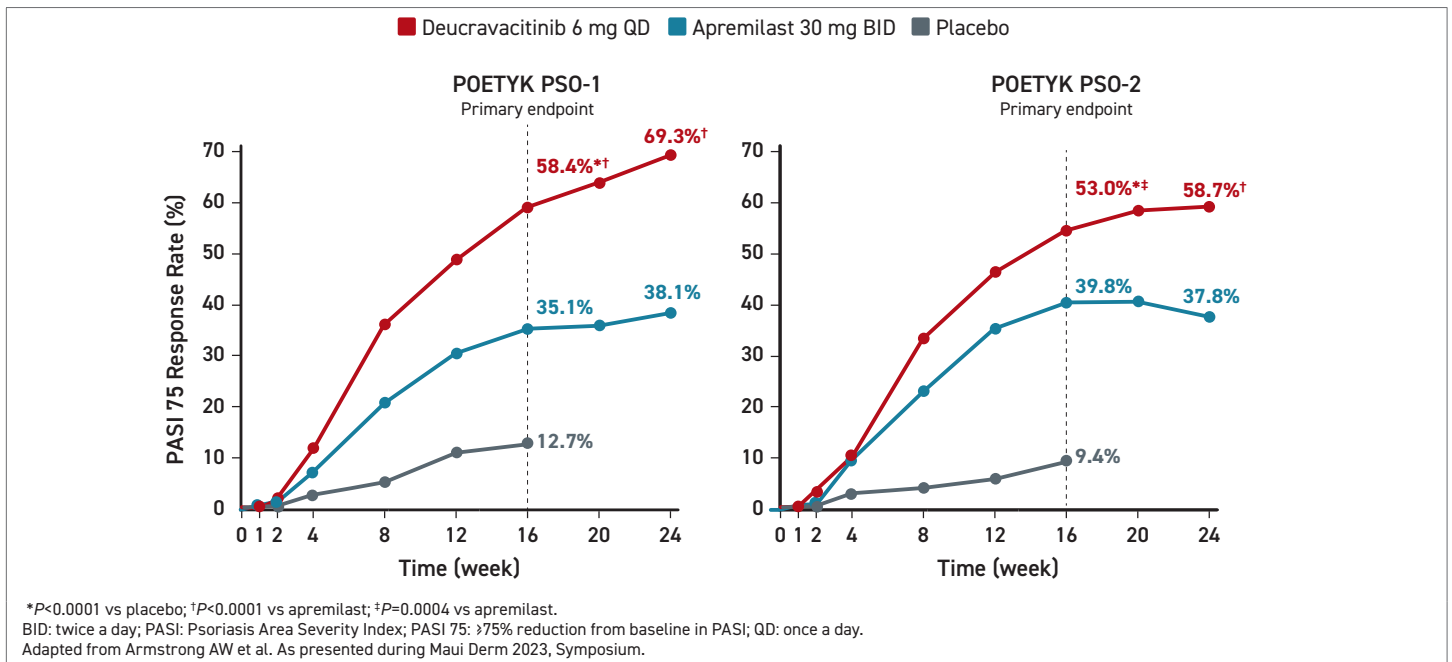 Deucravacitinib 6 mg QD Apremilast 30 mg BID Placebo
POETYK PSO-1
Primary endpoint
PASI 75 Response Rate (%)
70
60
50
40
30
20
10
0
58.4%*†
69.3%†
35.1%
38.1%
12.7%
0 1 2 4 8 12 16 20 24
Time (week)
POETYK PSO-2
Primary endpoint
70
60
50
40
30
20
10
0
53.0%*‡
58.7%†
39.8%
37.8%
9.4%
0 1 2 4 8 12 16 20 24
Time (week)
*P<0.0001 vs placebo; †P<0.0001 vs apremilast; ‡P=0.0004 vs apremilast.
BID: twice a day; PASI: Psoriasis Area Severity Index; PASI 75: ≥75% reduction from baseline in PASI; QD: once a day.
Adapted from Armstrong AW et al. As presented during Maui Derm 2023, Symposium.